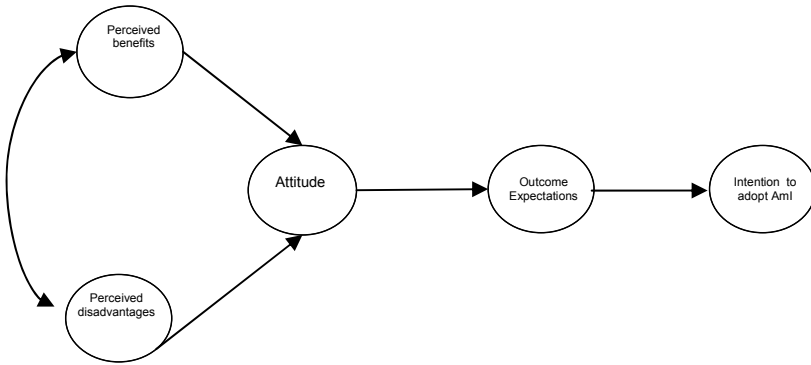 Perceived
benefits
Attitude
Outcome
Expectations
Intention to
adopt AmI
Perceived
disadvantages